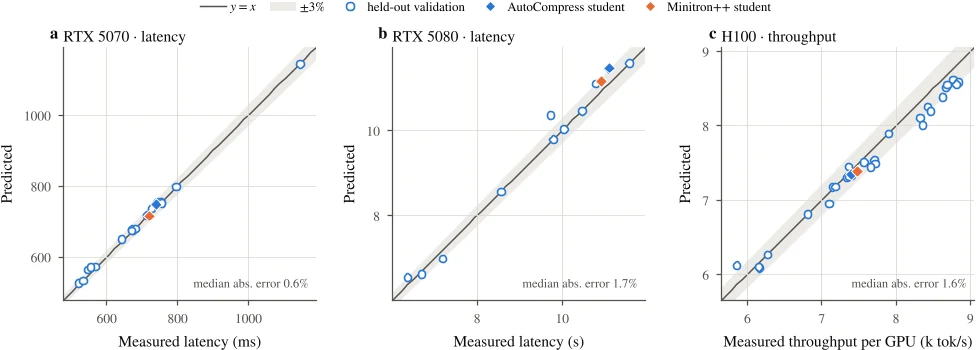 y = x ±3% held-out validation AutoCompress student Minitron++ student
a RTX 5070 · latency
Predicted
1000
800
600
median abs. error 0.6%
600 800 1000
Measured latency (ms)
b RTX 5080 · latency
Predicted
10
8
median abs. error 1.7%
8 10
Measured latency (s)
c H100 · throughput
Predicted
9
8
7
6
median abs. error 1.6%
6 7 8 9
Measured throughput per GPU (k tok/s)